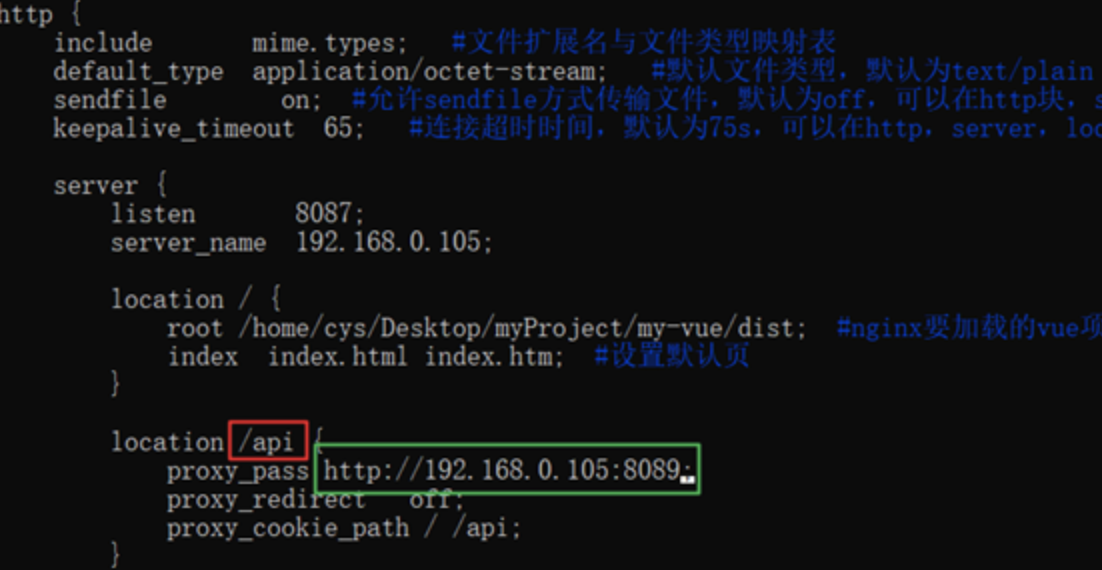 http {
include mime.types; #文件扩展名与文件类型映射表
default_type application/octet-stream; #默认文件类型，默认为text/plain
sendfile on; #允许sendfile方式传输文件，默认为off，可以在http块，s
keepalive_timeout 65; #连接超时时间，默认为75s，可以在http，server，loc
server {
listen 8087;
server_name 192.168.0.105;
location / {
root /home/cys/Desktop/myProject/my-vue/dist; #nginx要加载的vue项
index index.html index.htm; #设置默认页
}
location /api {
proxy_pass http://192.168.0.105:8089;
proxy_redirect off;
proxy_cookie_path / /api;
}